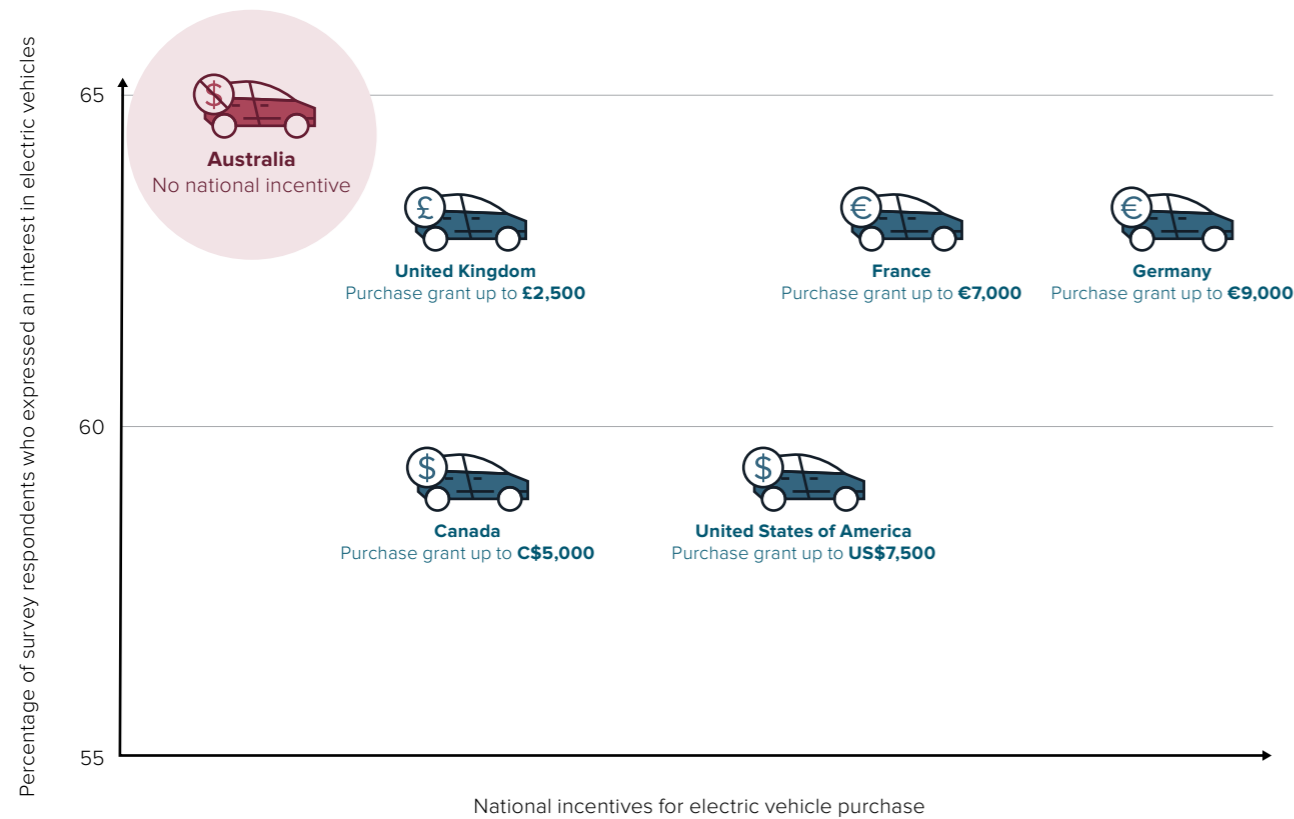 Percentage of survey respondents who expressed an interest in electric vehicles
65
$
Australia
No national incentive
£
United Kingdom
Purchase grant up to £2,500
€
France
Purchase grant up to €7,000
€
Germany
Purchase grant up to €9,000
60
$
Canada
Purchase grant up to C$5,000
$
United States of America
Purchase grant up to US$7,500
55
National incentives for electric vehicle purchase